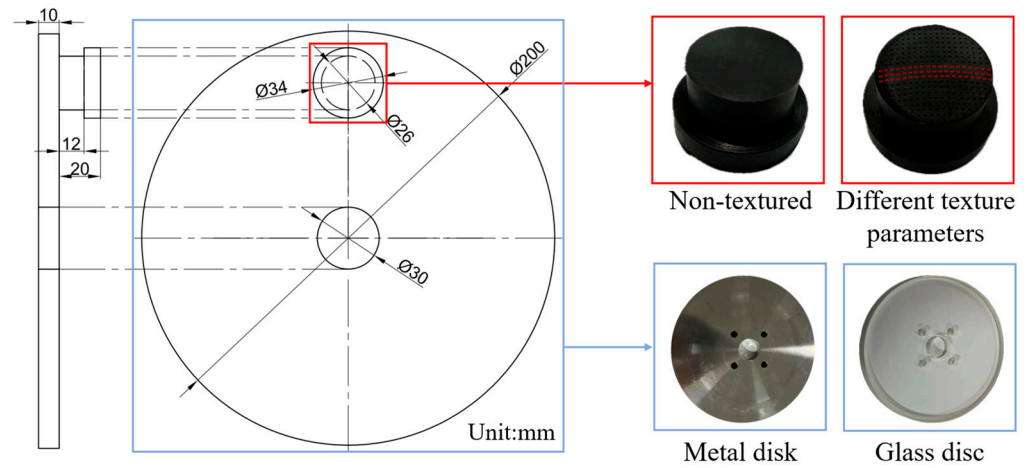 10
12
20
Ø34
Ø26
Ø200
Ø30
Unit:mm
Non-textured
Different texture
parameters
Metal disk
Glass disc